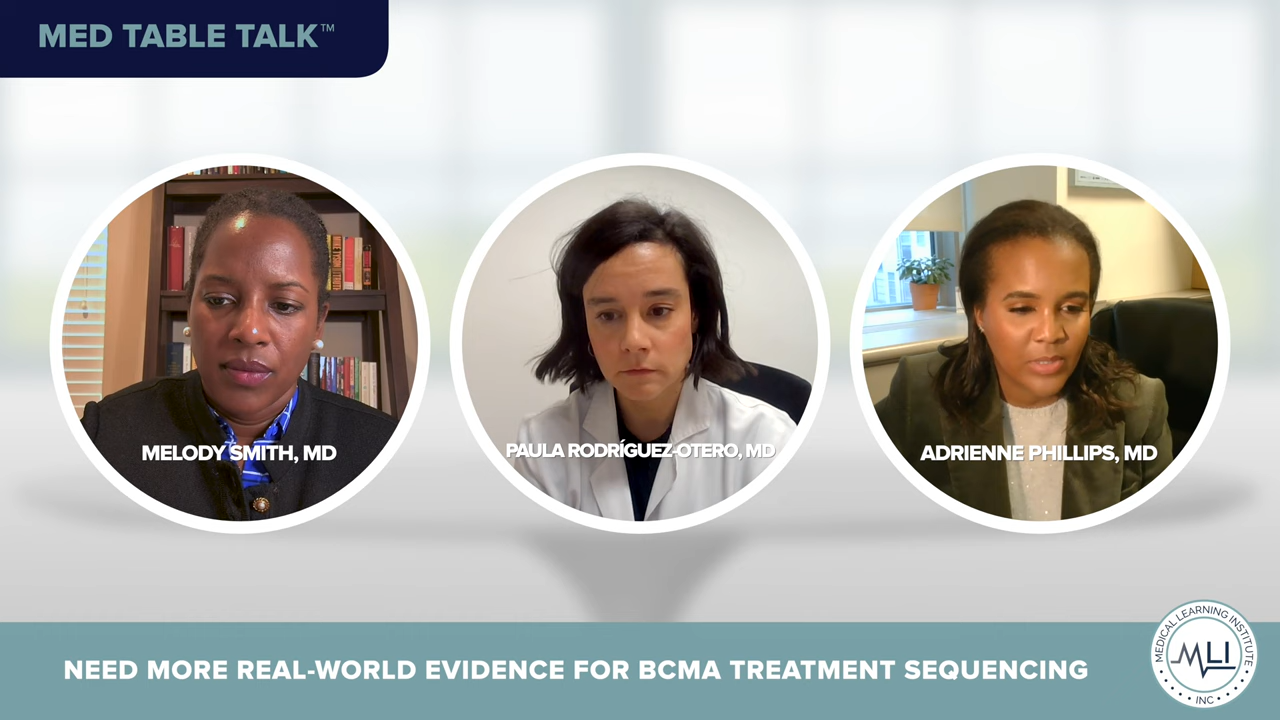 MED TABLE TALK™
MELODY SMITH, MD
PAULA RODRÍGUEZ-OTERO, MD
ADRIENNE PHILLIPS, MD
NEED MORE REAL-WORLD EVIDENCE FOR BCMA TREATMENT SEQUENCING
MEDICAL LEARNING INSTITUTE
MLI
INC